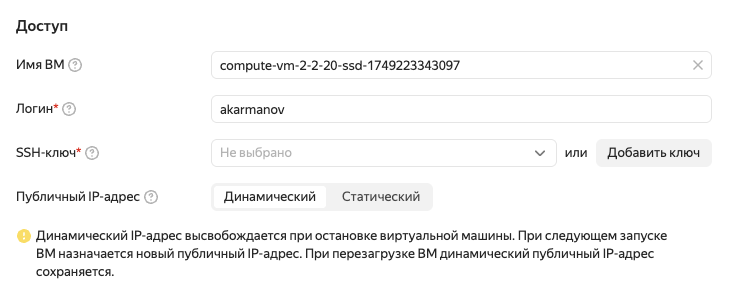 Доступ
Имя ВМ
compute-vm-2-2-20-ssd-1749223343097
Логин*
akarmanov
SSH-ключ*
Не выбрано
или
Добавить ключ
Публичный IP-адрес
Динамический
Статический
Динамический IP-адрес высвобождается при остановке виртуальной машины. При следующем запуске
ВМ назначается новый публичный IP-адрес. При перезагрузке ВМ динамический публичный IP-адрес
сохраняется.